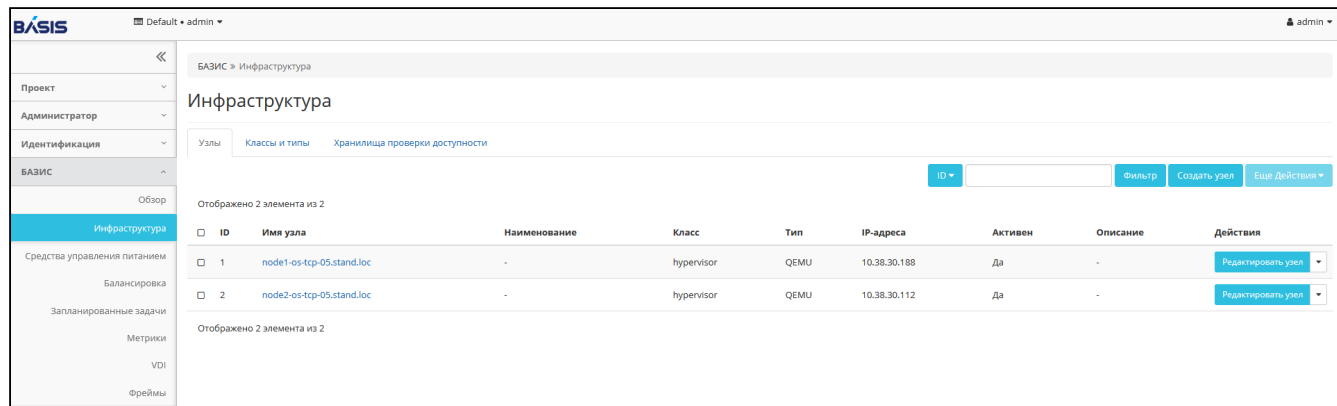 BASIS
Default • admin
admin
БАЗИС » Инфраструктура
Проект
Администратор
Идентификация
БАЗИС
Обзор
Инфраструктура
Средства управления питанием
Балансировка
Запланированные задачи
Метрики
VDI
Фреймы
Инфраструктура
Узлы Классы и типы Хранилища проверки доступности
ID Фильтр Создать узел Еще Действия
Отображено 2 элемента из 2
ID Имя узла Наименование Класс Тип IP-адреса Активен Описание Действия
1 node1-os-tcp-05.stand.loc - hypervisor QEMU 10.38.30.188 Да - Редактировать узел
2 node2-os-tcp-05.stand.loc - hypervisor QEMU 10.38.30.112 Да - Редактировать узел
Отображено 2 элемента из 2